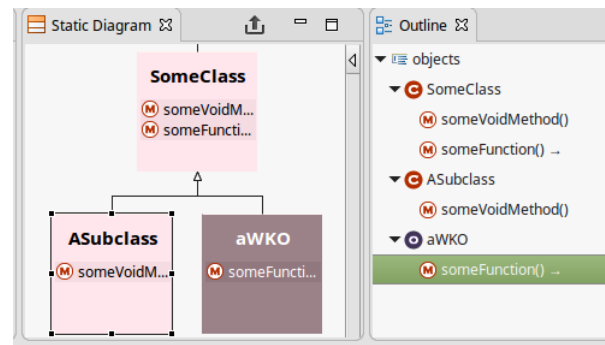 Static Diagram
SomeClass
someVoidM...
someFuncti...
ASubclass
someVoidM...
aWKO
someFuncti...
Outline
objects
SomeClass
someVoidMethod()
someFunction() →
ASubclass
someVoidMethod()
aWKO
someFunction() →